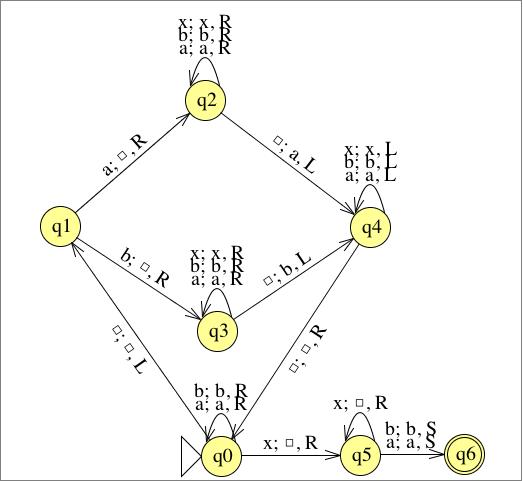 x; x, R
b; b, R
a; a, R
q2
a; □, R
□; a, L
x; x, L
b; b, L
a; a, L
q1
q4
b; □, R
x; x, R
b; b, R
a; a, R
□; b, L
q3
□; □, L
□; □, R
b; b, R
a; a, R
x; □, R
b; b, S
a; a, S
x; □, R
q0
q5
q6